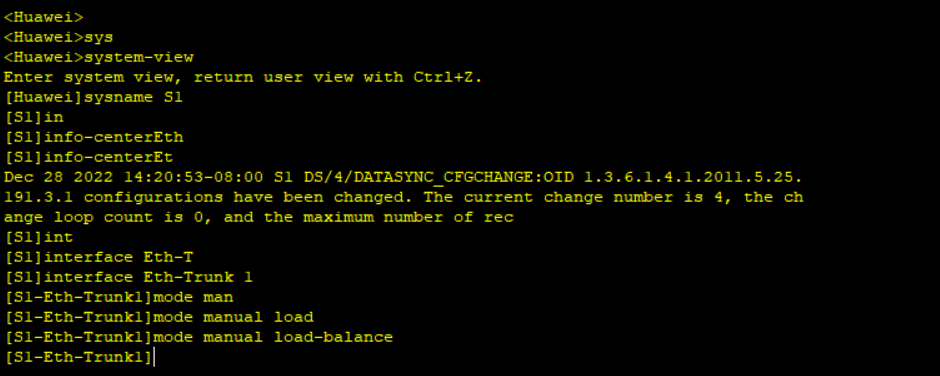 <Huawei>
<Huawei>sys
<Huawei>system-view
Enter system view, return user view with Ctrl+Z.
[Huawei]sysname S1
[S1]in
[S1]info-centerEth
[S1]info-centerEt
Dec 28 2022 14:20:53-08:00 S1 DS/4/DATASYNC_CFGCHANGE:OID 1.3.6.1.4.1.2011.5.25.
191.3.1 configurations have been changed. The current change number is 4, the ch
ange loop count is 0, and the maximum number of rec
[S1]int
[S1]interface Eth-T
[S1]interface Eth-Trunk 1
[S1-Eth-Trunk1]mode man
[S1-Eth-Trunk1]mode manual load
[S1-Eth-Trunk1]mode manual load-balance
[S1-Eth-Trunk1]